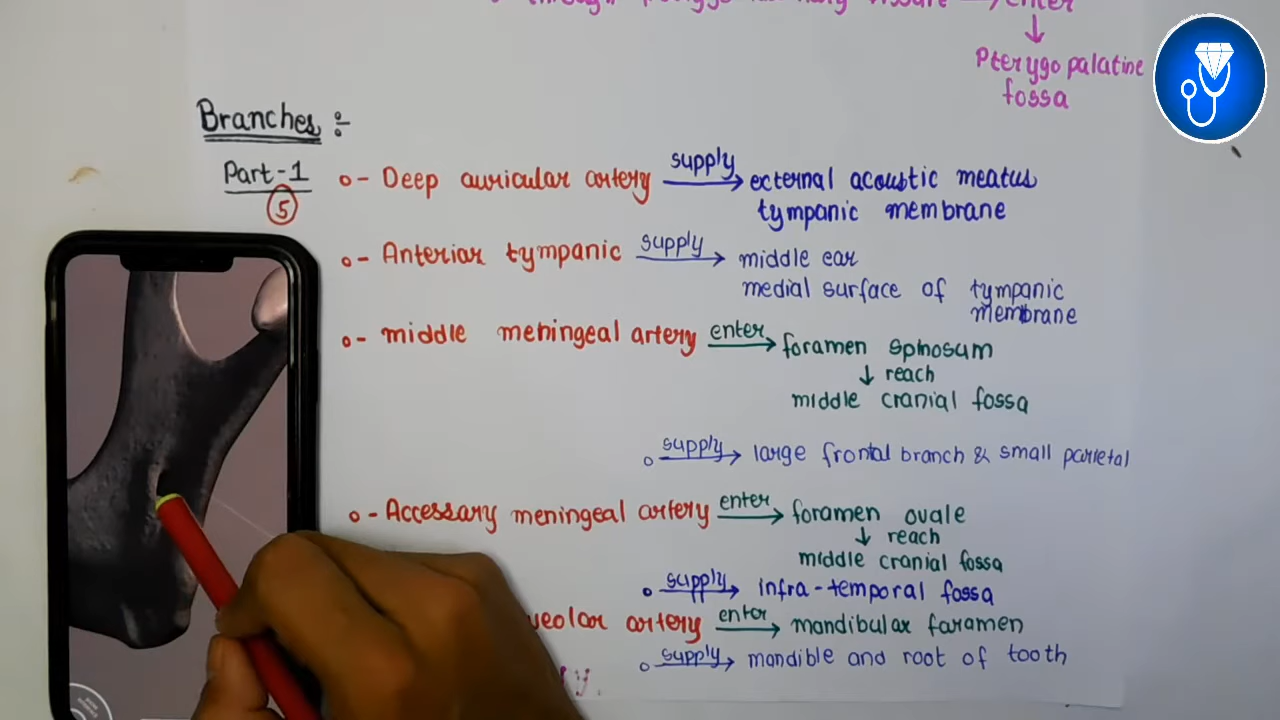 enter
↓
Pterygo palatine
fossa
Branches :-
Part-1 o- Deep auricular artery supply → external acoustic meatus
5 tympanic membrane
o- Anterior tympanic supply → middle ear
medial surface of tympanic
membrane
o- middle meningeal artery enter → foramen spinosum
↓ reach
middle cranial fossa
o supply → large frontal branch & small parietal
o- Accessary meningeal artery enter → foramen ovale
↓ reach
middle cranial fossa
o supply → infra-temporal fossa
artery enter → mandibular foramen
o supply → mandible and root of tooth